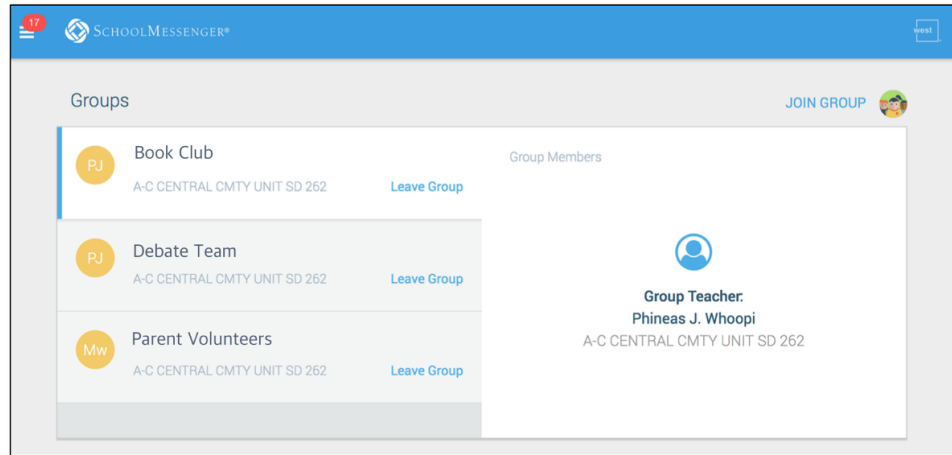 17
SCHOOLMESSENGER®
west
Groups
JOIN GROUP
PJ
Book Club
A-C CENTRAL CMTY UNIT SD 262
Leave Group
PJ
Debate Team
A-C CENTRAL CMTY UNIT SD 262
Leave Group
Mw
Parent Volunteers
A-C CENTRAL CMTY UNIT SD 262
Leave Group
Group Members
Group Teacher:
Phineas J. Whoopi
A-C CENTRAL CMTY UNIT SD 262